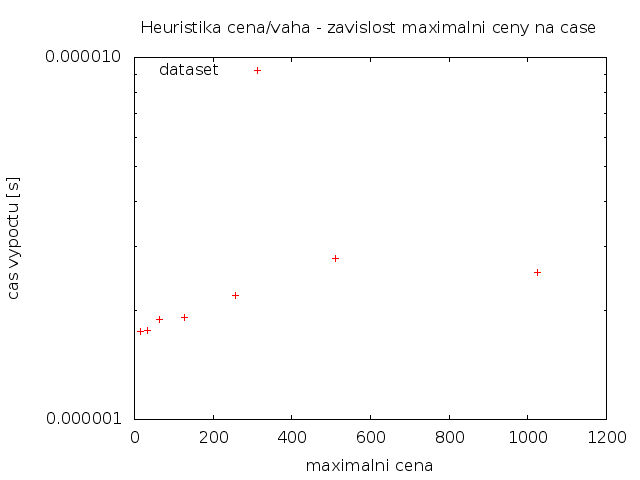 Heuristika cena/vaha - zavislost maximalni ceny na case
0.000010
dataset
cas vypoctu [s]
0.000001
0 200 400 600 800 1000 1200
maximalni cena